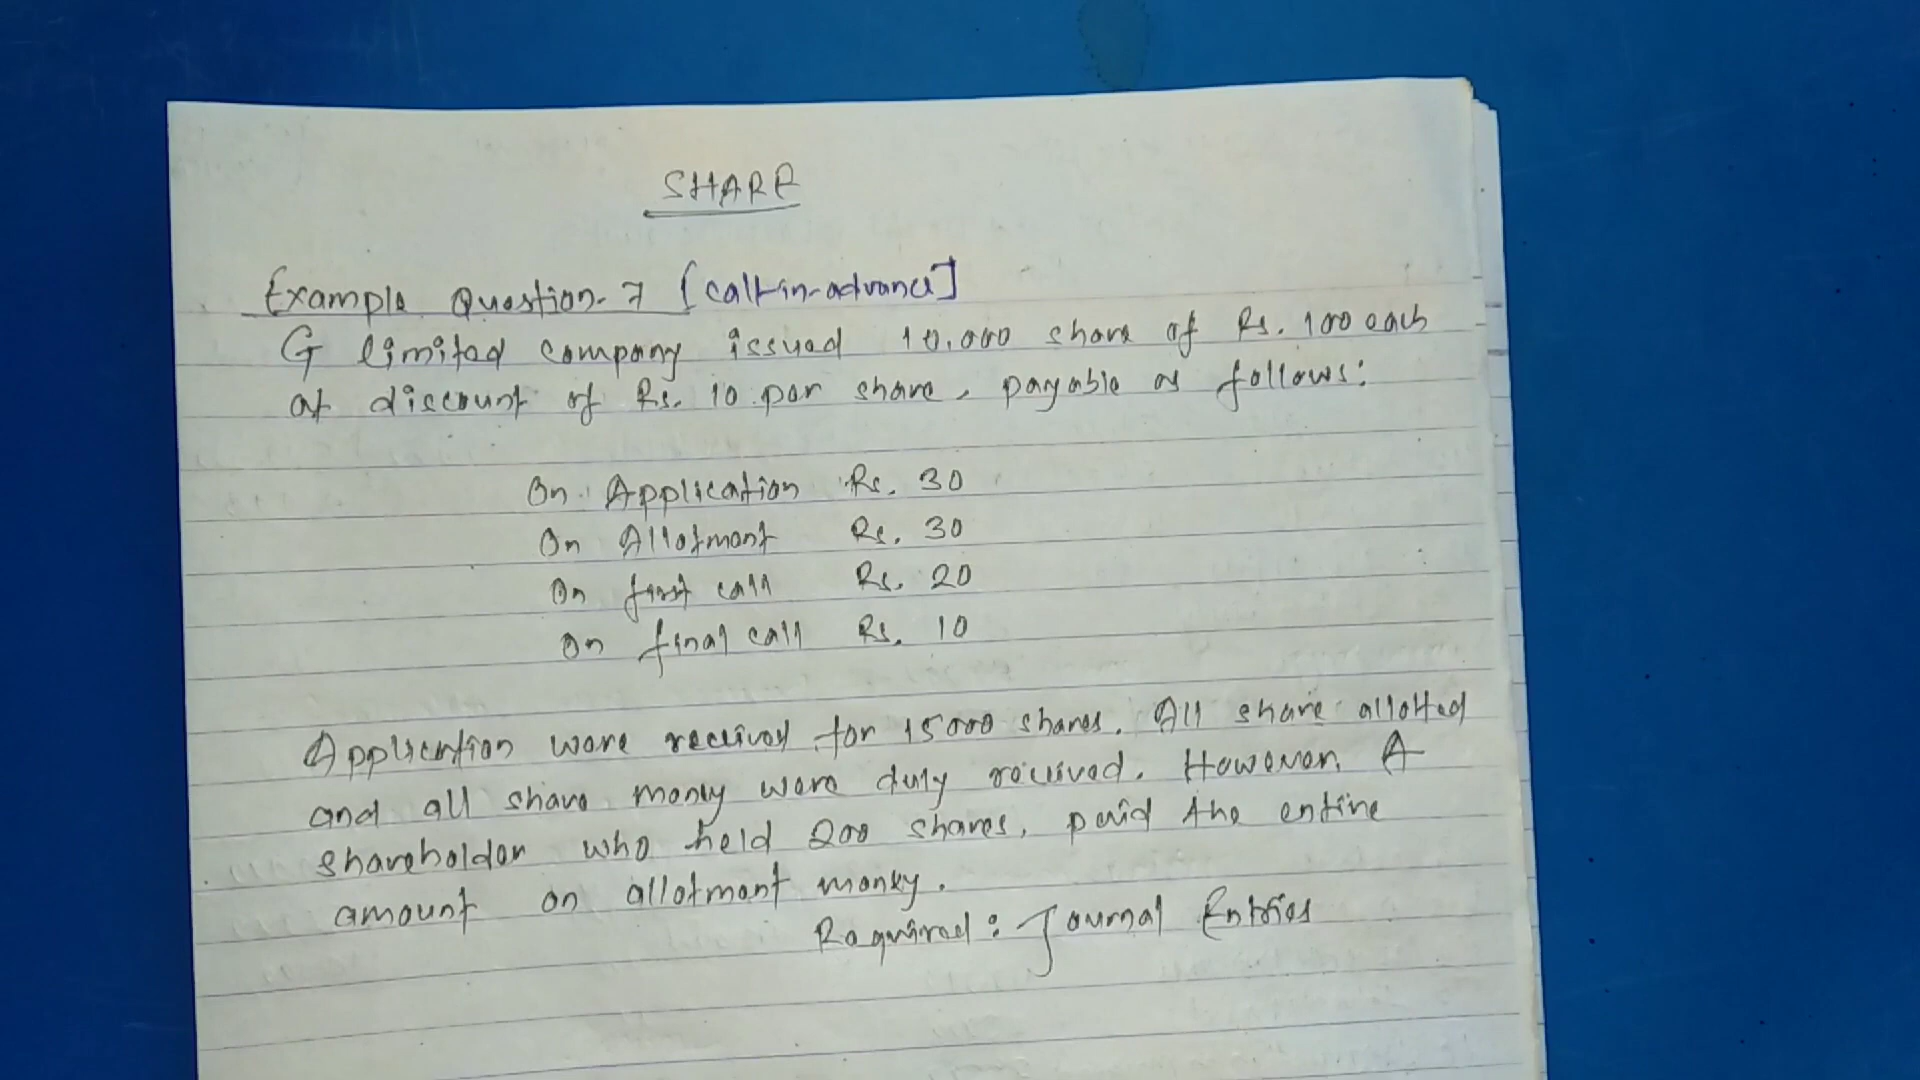 SHARE
Example Question-7 [call-in-advance]
G limited company issued 10,000 share of Rs. 100 each
at discount of Rs. 10 per share, payable as follows:
On Application Rs. 30
On Allotment Rs. 30
On first call Rs. 20
On final call Rs. 10
Application were received for 15000 shares. All share allotted
and all share money were duly received. However, A
shareholder who held 200 shares, paid the entire
amount on allotment money.
Required: Journal Entries